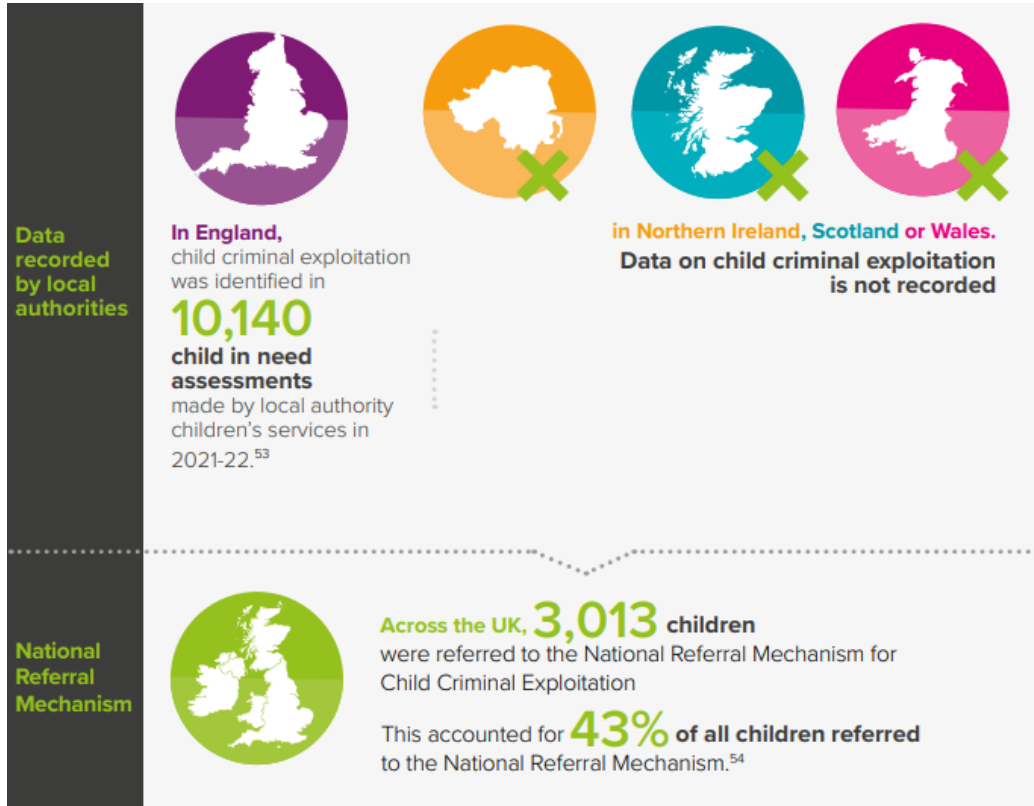 Data
recorded
by local
authorities
In England,
child criminal exploitation
was identified in
10,140
child in need
assessments
made by local authority
children’s services in
2021-22.53
in Northern Ireland, Scotland or Wales.
Data on child criminal exploitation
is not recorded
National
Referral
Mechanism
Across the UK, 3,013 children
were referred to the National Referral Mechanism for
Child Criminal Exploitation
This accounted for 43% of all children referred
to the National Referral Mechanism.54